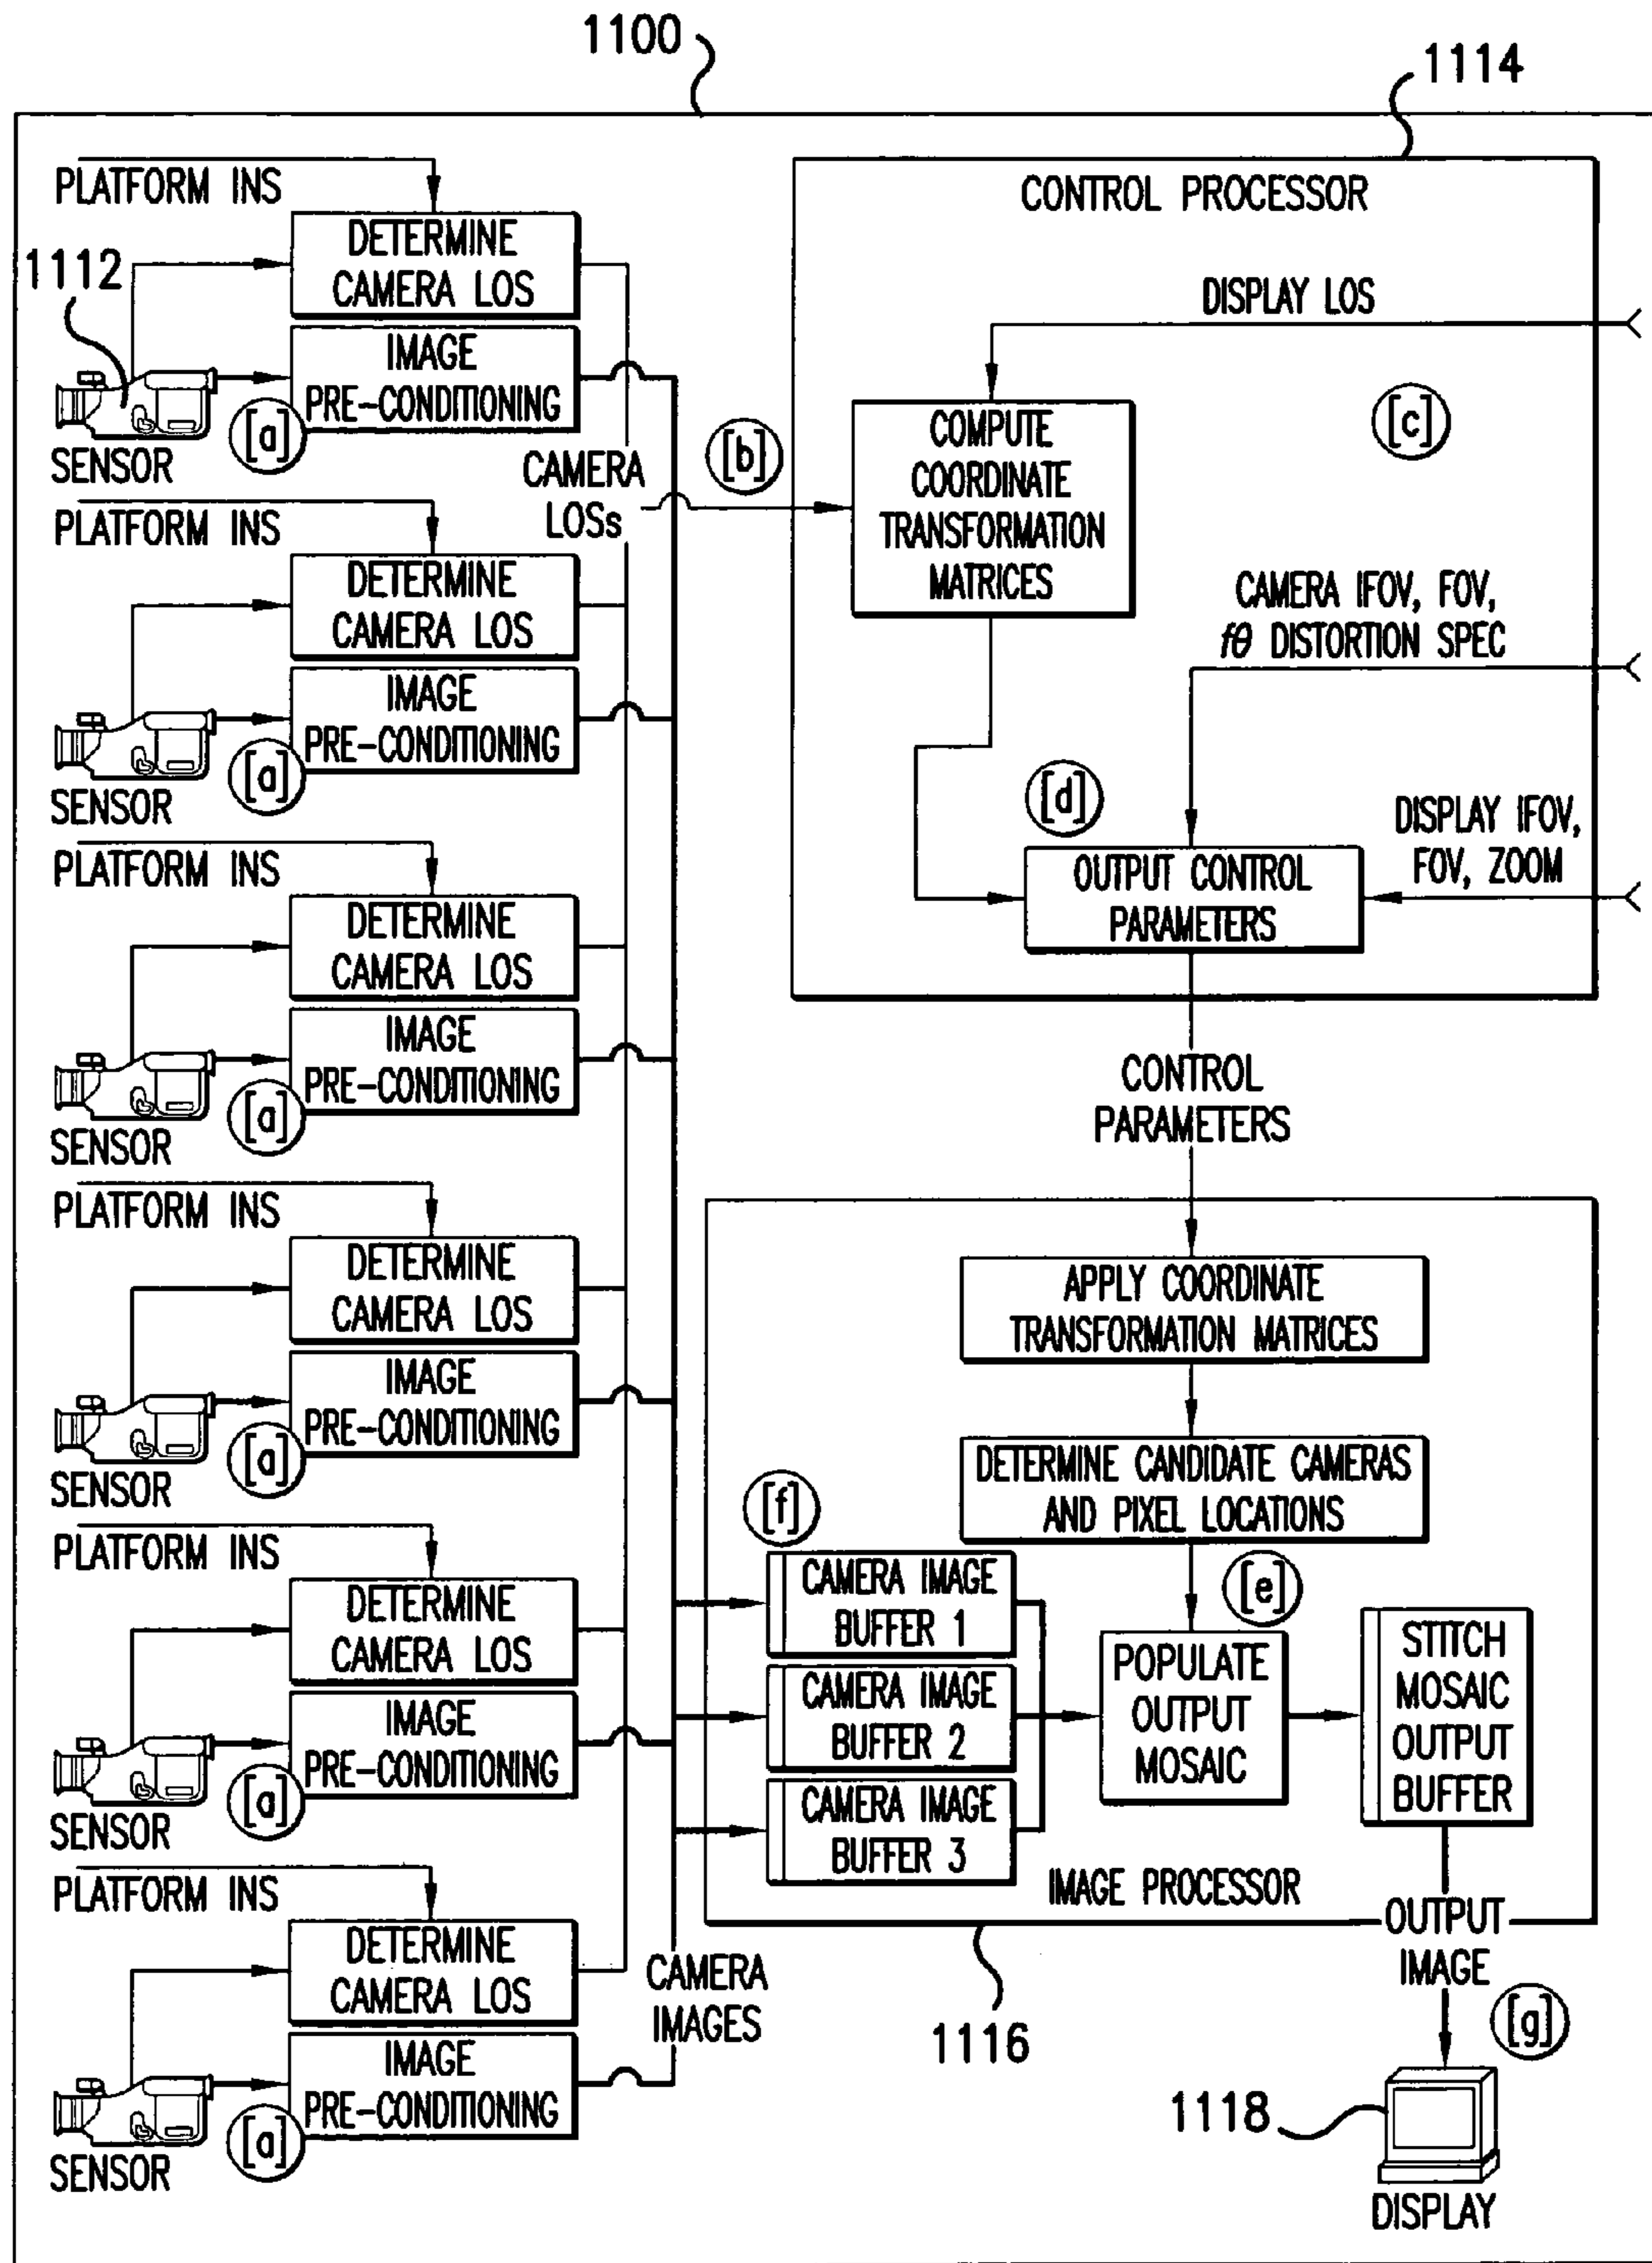 1100
1114
PLATFORM INS
DETERMINE
CAMERA LOS
1112
IMAGE
PRE-CONDITIONING
[a]
SENSOR
PLATFORM INS
DETERMINE
CAMERA LOS
IMAGE
PRE-CONDITIONING
[a]
SENSOR
PLATFORM INS
DETERMINE
CAMERA LOS
IMAGE
PRE-CONDITIONING
[a]
SENSOR
PLATFORM INS
DETERMINE
CAMERA LOS
IMAGE
PRE-CONDITIONING
[a]
SENSOR
PLATFORM INS
DETERMINE
CAMERA LOS
IMAGE
PRE-CONDITIONING
[a]
SENSOR
PLATFORM INS
DETERMINE
CAMERA LOS
IMAGE
PRE-CONDITIONING
[a]
SENSOR
CAMERA
LOSs
CAMERA
IMAGES
[b]
CONTROL PROCESSOR
DISPLAY LOS
[c]
COMPUTE
COORDINATE
TRANSFORMATION
MATRICES
CAMERA IFOV, FOV,
fθ DISTORTION SPEC
[d]
DISPLAY IFOV,
FOV, ZOOM
OUTPUT CONTROL
PARAMETERS
CONTROL
PARAMETERS
APPLY COORDINATE
TRANSFORMATION MATRICES
DETERMINE CANDIDATE CAMERAS
AND PIXEL LOCATIONS
[f]
[e]
CAMERA IMAGE
BUFFER 1
CAMERA IMAGE
BUFFER 2
CAMERA IMAGE
BUFFER 3
POPULATE
OUTPUT
MOSAIC
STITCH
MOSAIC
OUTPUT
BUFFER
IMAGE PROCESSOR
1116
OUTPUT
IMAGE
[g]
1118
DISPLAY